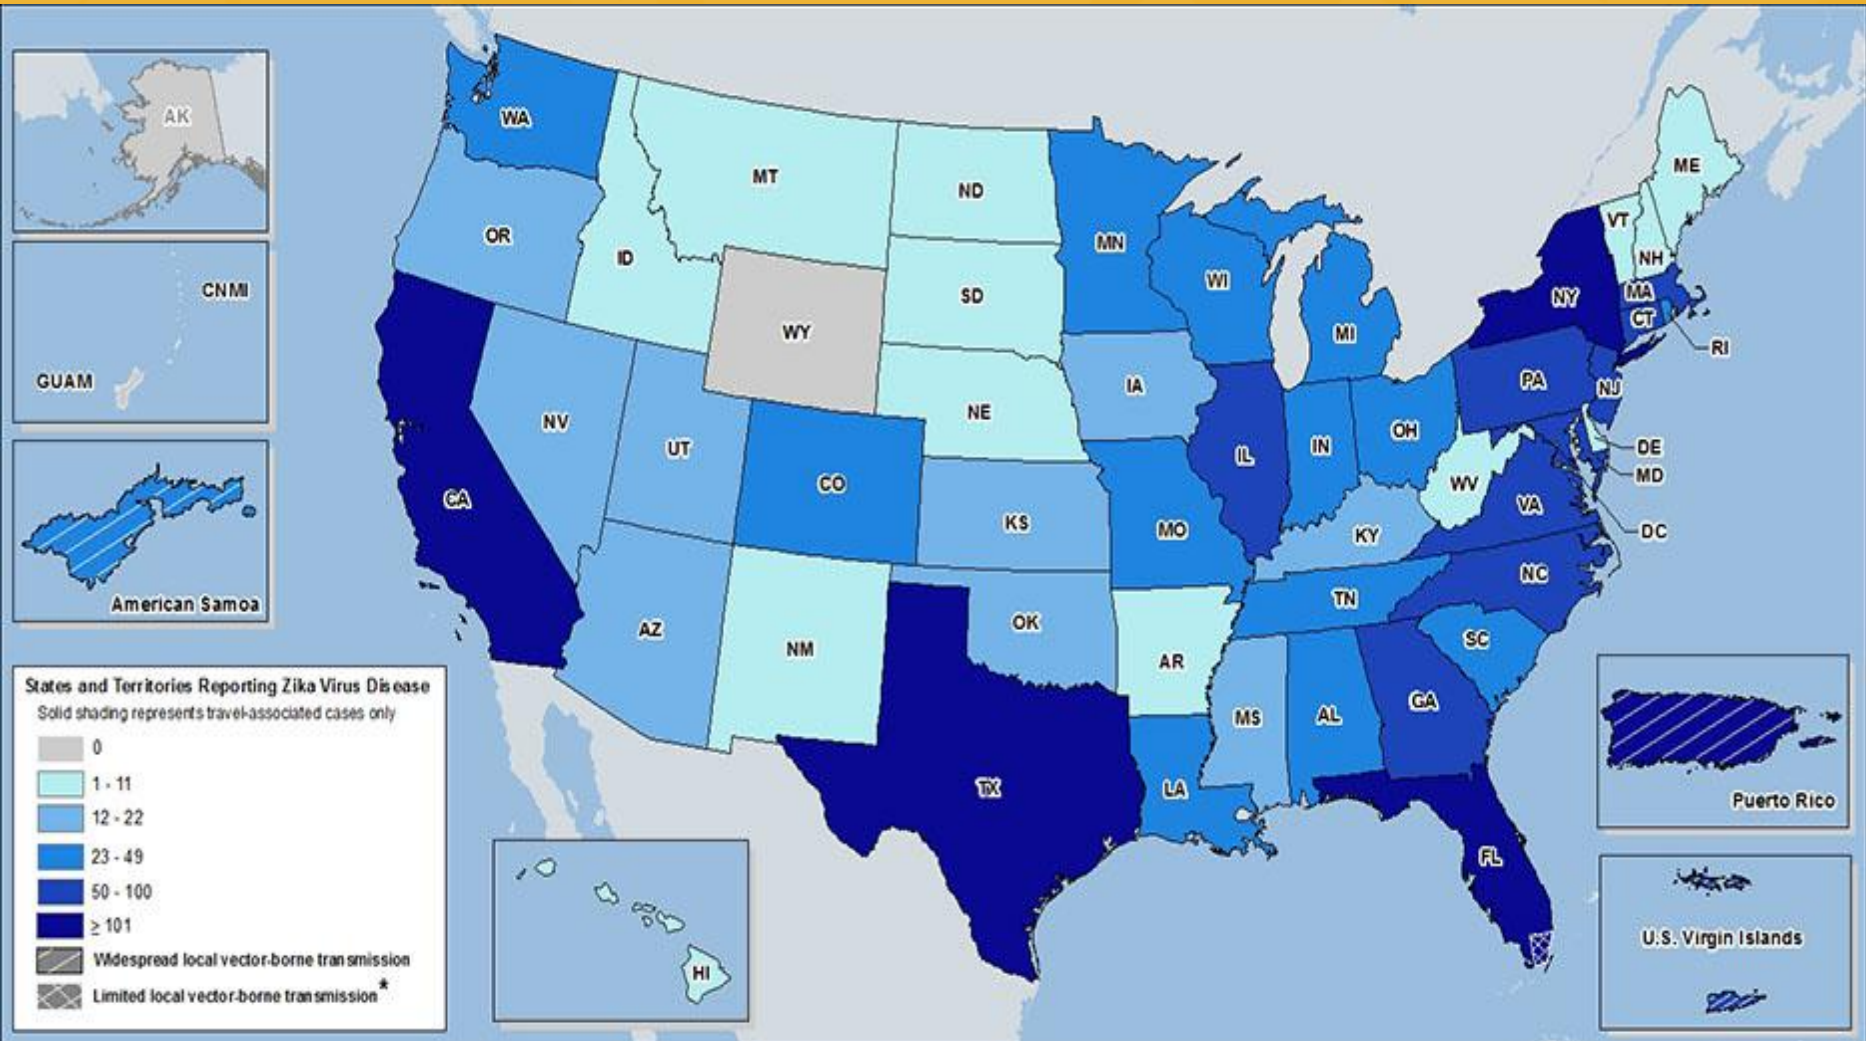 AK
CNMI
GUAM
American Samoa
States and Territories Reporting Zika Virus Disease
Solid shading represents travel-associated cases only
0
1 - 11
12 - 22
23 - 49
50 - 100
≥ 101
Widespread local vector-borne transmission
Limited local vector-borne transmission*
WA
OR
ID
MT
ND
SD
WY
NE
NV
UT
CO
KS
CA
AZ
NM
OK
TX
MN
WI
MI
IA
IL
IN
OH
MO
KY
TN
AR
LA
MS
AL
GA
FL
SC
NC
VA
WV
PA
NY
NJ
VT
NH
ME
MA
CT
RI
DE
MD
DC
HI
Puerto Rico
U.S. Virgin Islands